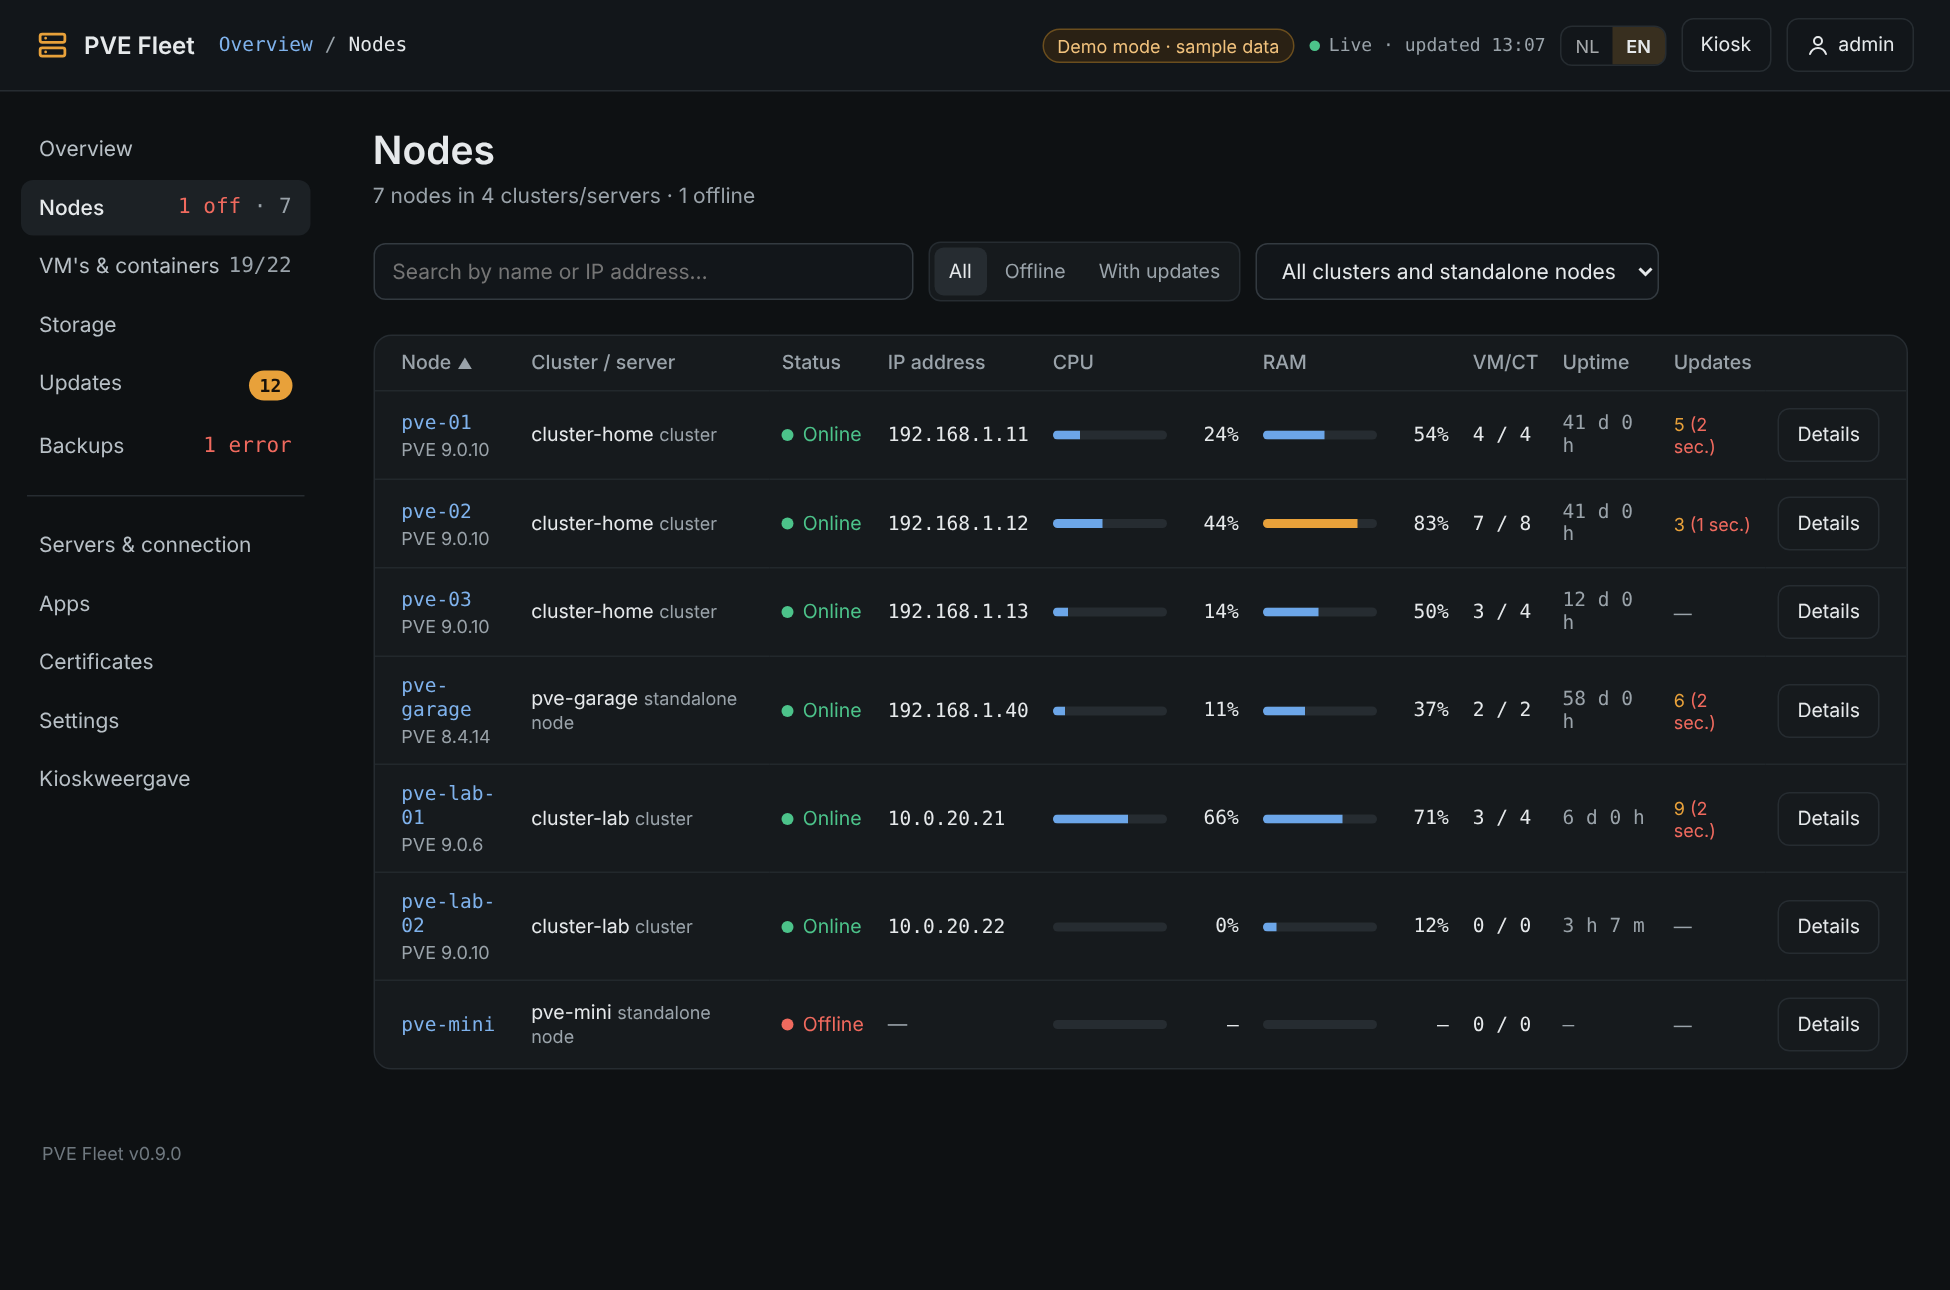 PVE Fleet Overview / Nodes
Demo mode · sample data
Live · updated 13:07
NL EN
Kiosk
admin
Overview
Nodes 1 off · 7
VM's & containers 19/22
Storage
Updates 12
Backups 1 error
Servers & connection
Apps
Certificates
Settings
Kioskweergave
PVE Fleet v0.9.0
Nodes
7 nodes in 4 clusters/servers · 1 offline
Search by name or IP address...
All Offline With updates
All clusters and standalone nodes
Node ▲ Cluster / server Status IP address CPU RAM VM/CT Uptime Updates
pve-01
PVE 9.0.10
cluster-home cluster
Online
192.168.1.11
24%
54%
4 / 4
41 d 0
h
5 (2
sec.)
Details
pve-02
PVE 9.0.10
cluster-home cluster
Online
192.168.1.12
44%
83%
7 / 8
41 d 0
h
3 (1 sec.)
Details
pve-03
PVE 9.0.10
cluster-home cluster
Online
192.168.1.13
14%
50%
3 / 4
12 d 0
h
—
Details
pve-
garage
PVE 8.4.14
pve-garage standalone
node
Online
192.168.1.40
11%
37%
2 / 2
58 d 0
h
6 (2
sec.)
Details
pve-lab-
01
PVE 9.0.6
cluster-lab cluster
Online
10.0.20.21
66%
71%
3 / 4
6 d 0 h
9 (2
sec.)
Details
pve-lab-
02
PVE 9.0.10
cluster-lab cluster
Online
10.0.20.22
0%
12%
0 / 0
3 h 7 m
—
Details
pve-mini
pve-mini standalone
node
Offline
—
–
–
0 / 0
–
—
Details